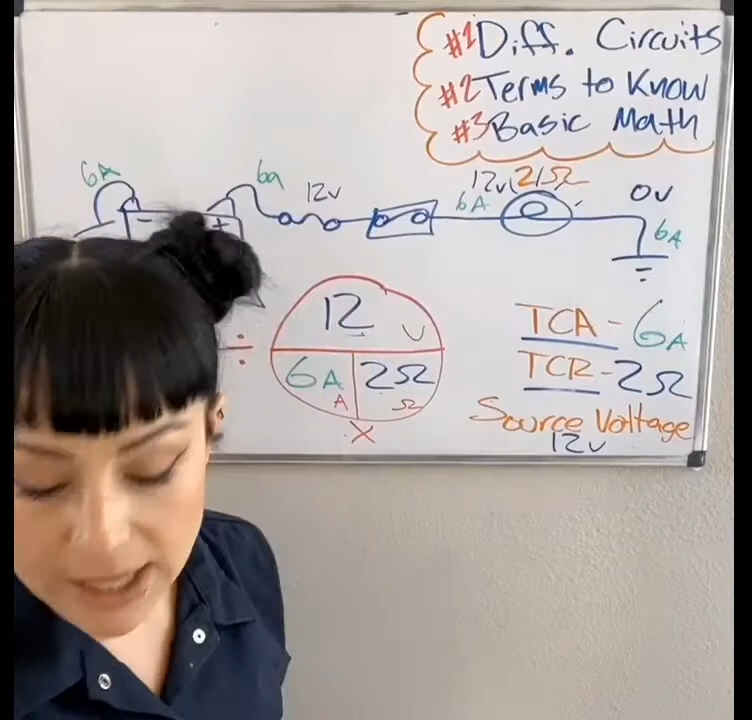 #1 Diff. Circuits
#2 Terms to Know
#3 Basic Math
6A
6a
12v
6A
12v
2Ω
0v
6A
- +
÷
12 V
6A A
2Ω Ω
X
TCA - 6A
TCR - 2Ω
Source Voltage
12v